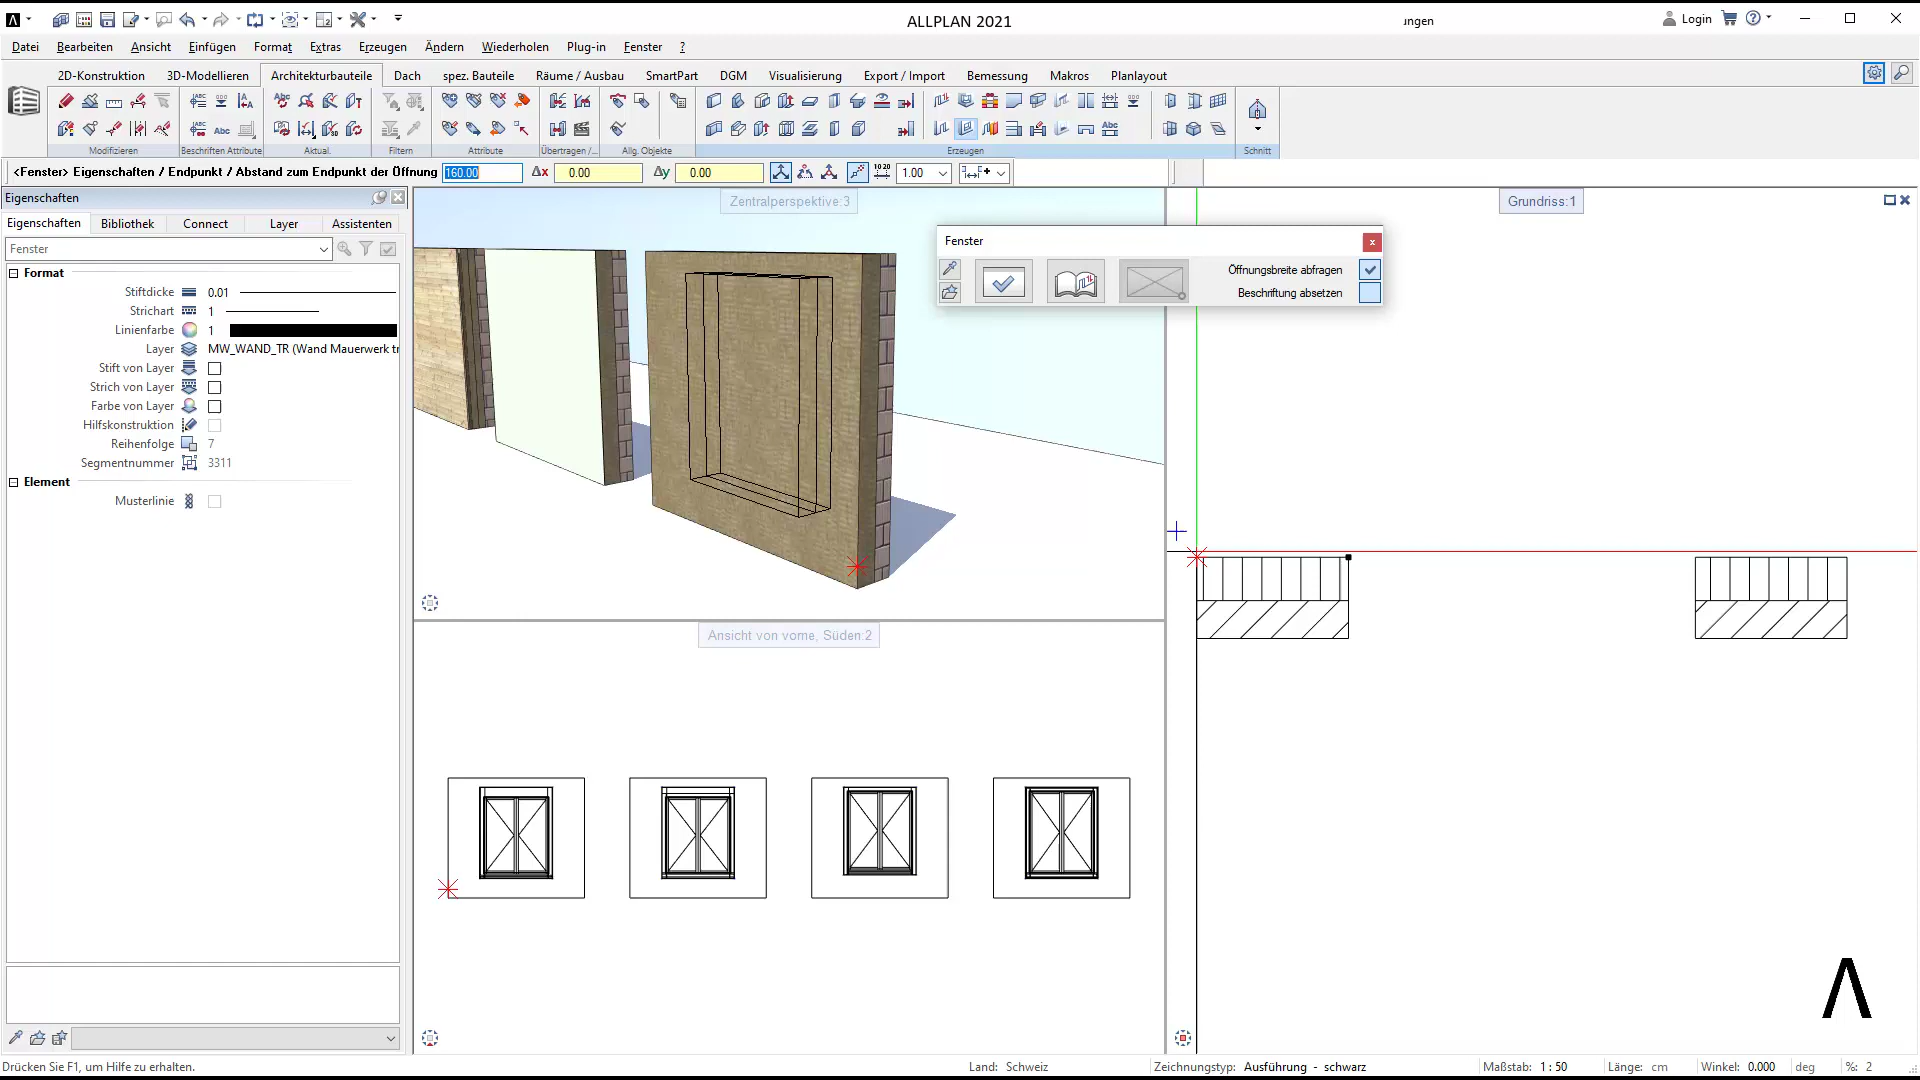 ALLPLAN 2021
ungen
Login
Datei Bearbeiten Ansicht Einfügen Format Extras Erzeugen Ändern Wiederholen Plug-in Fenster ?
2D-Konstruktion 3D-Modellieren Architekturbauteile Dach spez. Bauteile Räume / Ausbau SmartPart DGM Visualisierung Export / Import Bemessung Makros Planlayout
Modifizieren Beschriften Attribute Aktual. Filtern Attribute Übertragen /... Allg. Objekte Erzeugen Schnitt
<Fenster> Eigenschaften / Endpunkt / Abstand zum Endpunkt der Öffnung 160.00 Δx 0.00 Δy 0.00 1.00
Eigenschaften
Eigenschaften Bibliothek Connect Layer Assistenten
Fenster
Format
Stiftdicke 0.01
Strichart 1
Linienfarbe 1
Layer MW_WAND_TR (Wand Mauerwerk tr
Stift von Layer
Strich von Layer
Farbe von Layer
Hilfskonstruktion
Reihenfolge 7
Segmentnummer 3311
Element
Musterlinie
Zentralperspektive:3
Grundriss:1
Fenster
Öffnungsbreite abfragen
Beschriftung absetzen
Ansicht von vorne, Süden:2
Drücken Sie F1, um Hilfe zu erhalten.
Land: Schweiz
Zeichnungstyp: Ausführung - schwarz
Maßstab: 1 : 50
Länge: cm
Winkel: 0.000 deg
%: 2